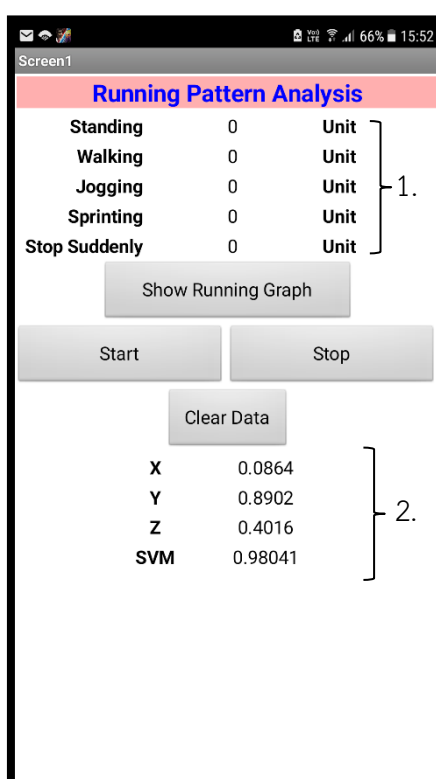 Vo)) LTE 66% 15:52
Screen1
Running Pattern Analysis
Standing 0 Unit
Walking 0 Unit
Jogging 0 Unit
1.
Sprinting 0 Unit
Stop Suddenly 0 Unit
Show Running Graph
Start Stop
Clear Data
X 0.0864
Y 0.8902
2.
Z 0.4016
SVM 0.98041